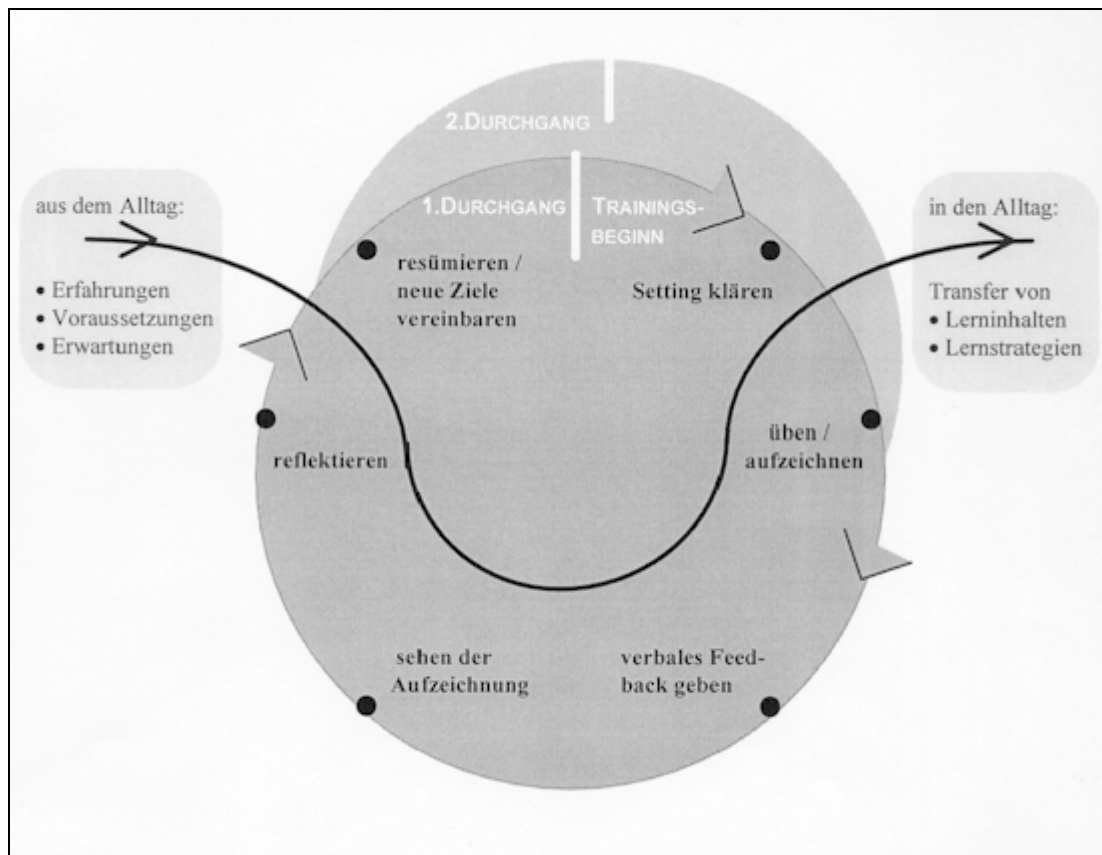 2.DURCHGANG
1.DURCHGANG
TRAININGS-
BEGINN
aus dem Alltag:
• Erfahrungen
• Voraussetzungen
• Erwartungen
resümieren /
neue Ziele
vereinbaren
Setting klären
in den Alltag:
Transfer von
• Lerninhalten
• Lernstrategien
reflektieren
üben /
aufzeichnen
sehen der
Aufzeichnung
verbales Feed-
back geben